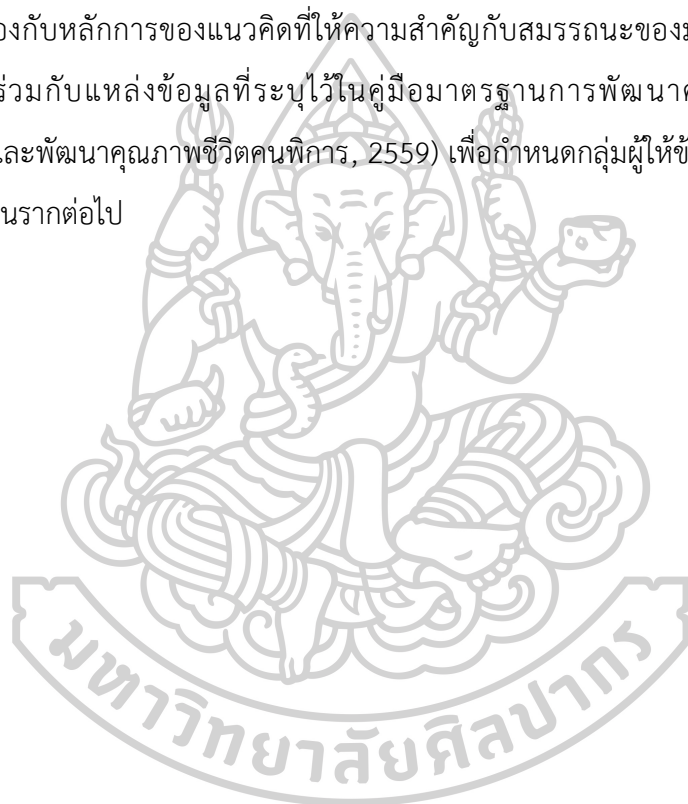 องกับหลักการของแนวคิดที่ให้ความสำคัญกับสมรรถนะของม
ร่วมกับแหล่งข้อมูลที่ระบุไว้ในคู่มือมาตรฐานการพัฒนาค
และพัฒนาคุณภาพชีวิตคนพิการ, 2559) เพื่อกำหนดกลุ่มผู้ให้ข้
นรากต่อไป
มหาวิทยาลัยศิลปากร